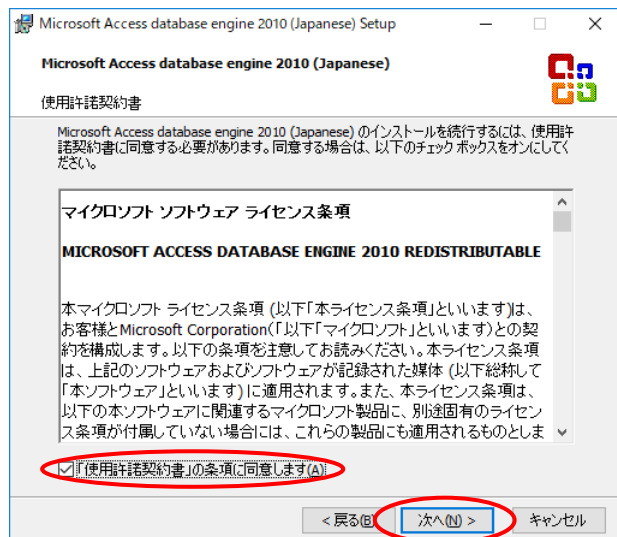 Microsoft Access database engine 2010 (Japanese) Setup
Microsoft Access database engine 2010 (Japanese)
使用許諾契約書
Microsoft Access database engine 2010 (Japanese) のインストールを続行するには、使用許
諾契約書に同意する必要があります。同意する場合は、以下のチェック ボックスをオンにしてく
ださい。
マイクロソフト ソフトウェア ライセンス条項
MICROSOFT ACCESS DATABASE ENGINE 2010 REDISTRIBUTABLE
本マイクロソフト ライセンス条項 (以下「本ライセンス条項」といいます)は、
お客様とMicrosoft Corporation(「以下「マイクロソフト」といいます)との契
約を構成します。以下の条項を注意してお読みください。本ライセンス条項
は、上記のソフトウェアおよびソフトウェアが記録された媒体 (以下総称して
「本ソフトウェア」といいます) に適用されます。また、本ライセンス条項は、
以下の本ソフトウェアに関連するマイクロソフト製品に、別途固有のライセン
ス条項が付属していない場合には、これらの製品にも適用されるものとしま
「使用許諾契約書」の条項に同意します(A)
< 戻る(B) 次へ(N) > キャンセル